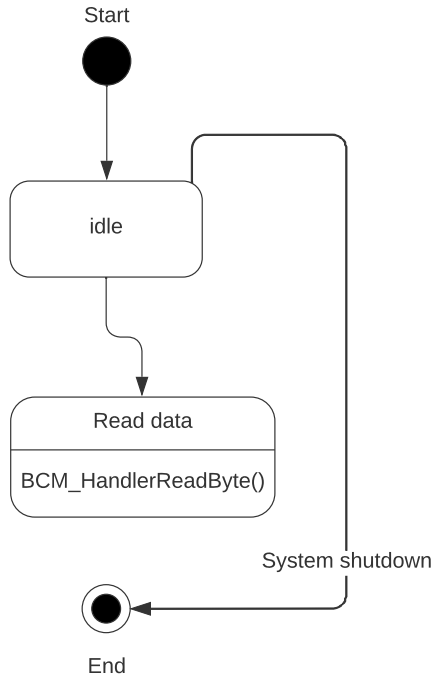 Start
idle
Read data
BCM_HandlerReadByte()
System shutdown
End